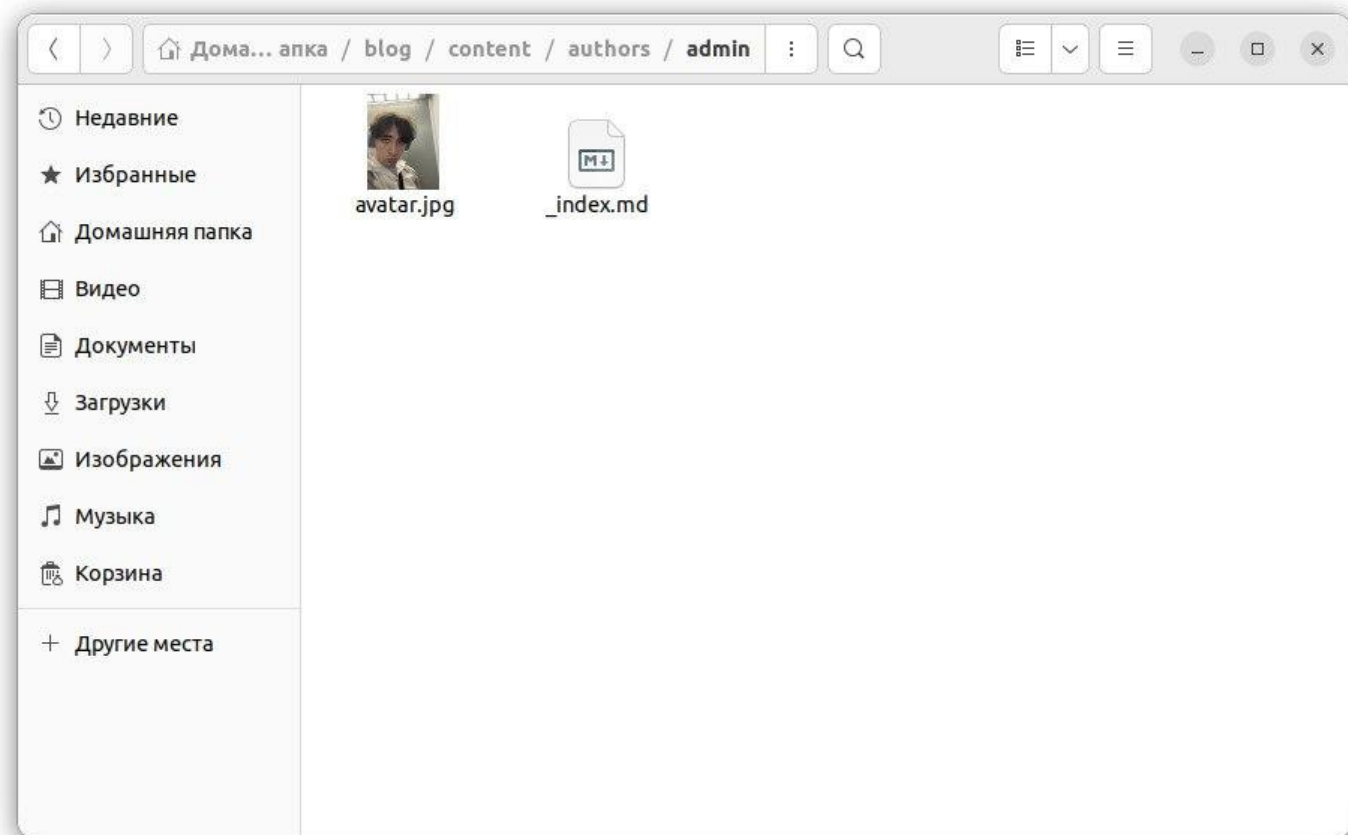 Дома... апка / blog / content / authors / admin
Недавние
Избранные
Домашняя папка
Видео
Документы
Загрузки
Изображения
Музыка
Корзина
+ Другие места
avatar.jpg
M
_index.md